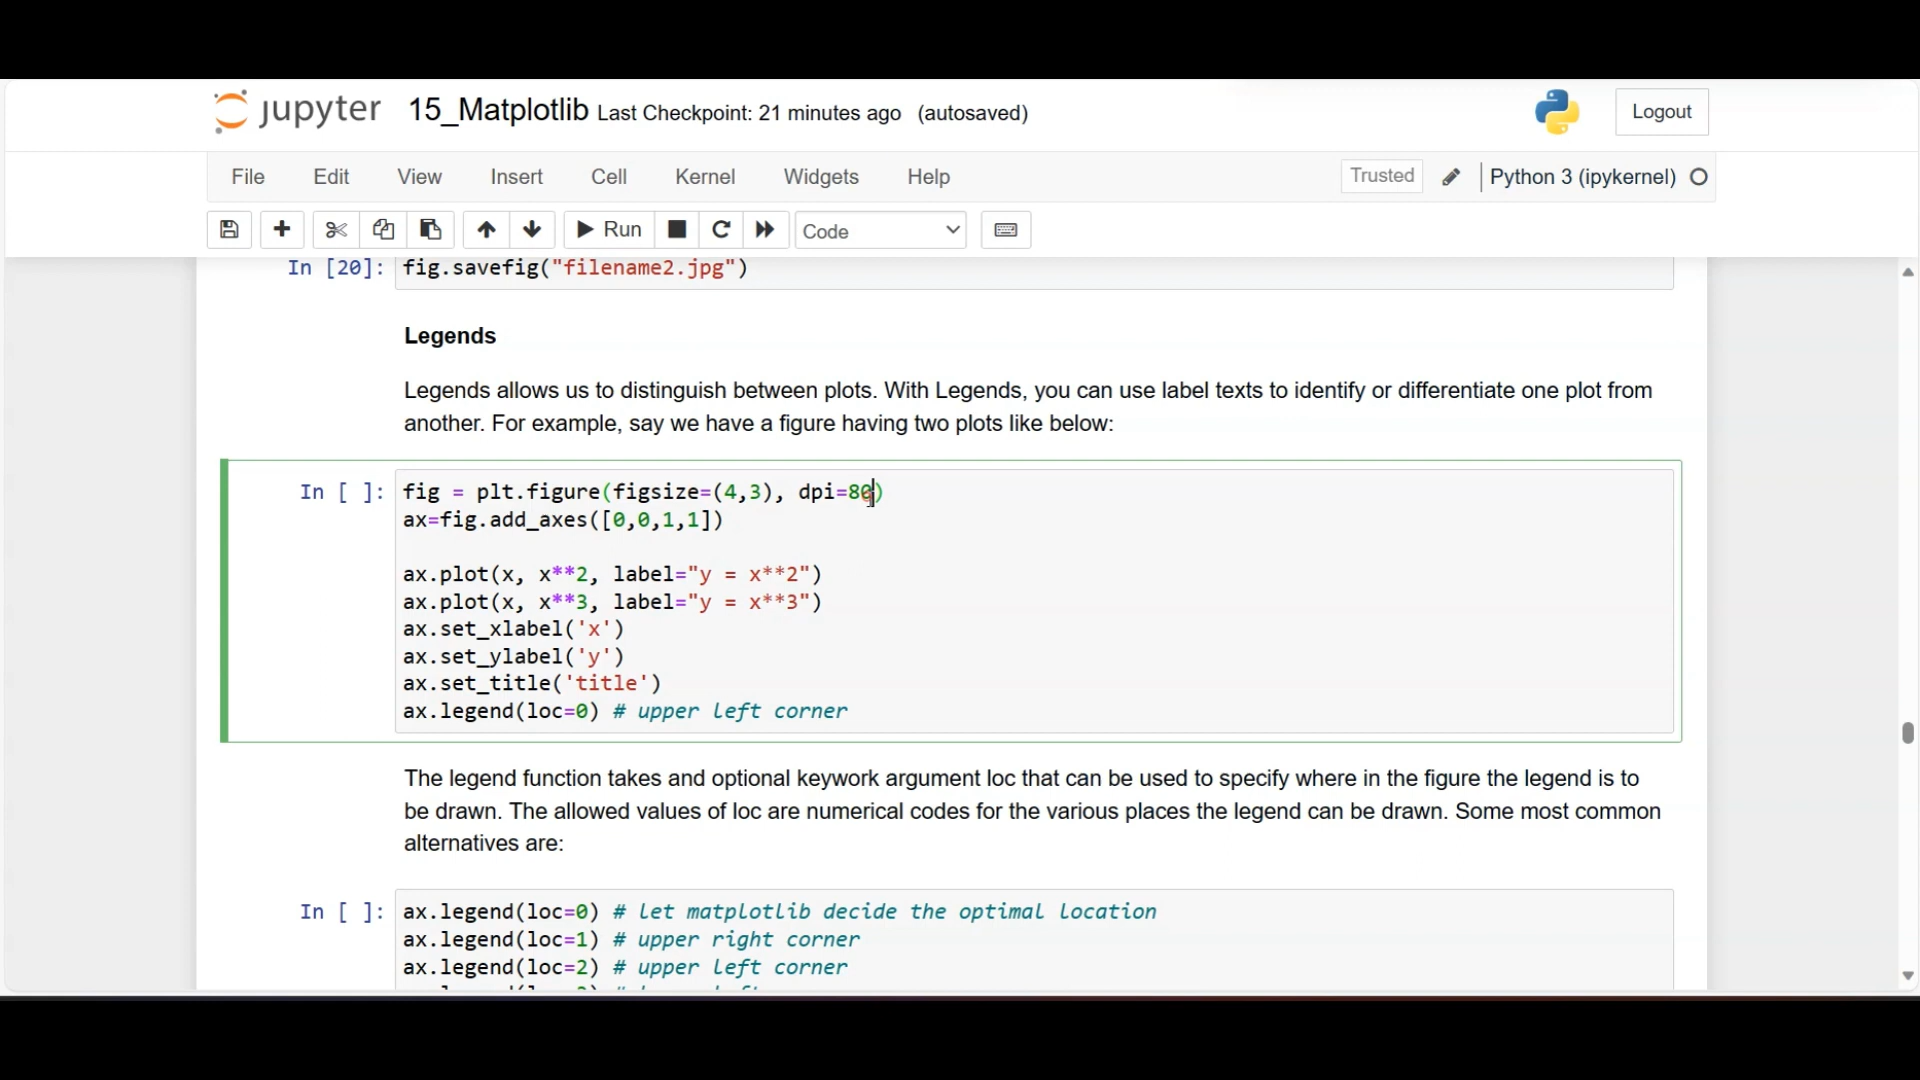 jupyter 15_Matplotlib Last Checkpoint: 21 minutes ago (autosaved) Logout
File Edit View Insert Cell Kernel Widgets Help Trusted Python 3 (ipykernel)
Run Code
In [20]: fig.savefig("filename2.jpg")
Legends
Legends allows us to distinguish between plots. With Legends, you can use label texts to identify or differentiate one plot from
another. For example, say we have a figure having two plots like below:
In [ ]: fig = plt.figure(figsize=(4,3), dpi=80)
ax=fig.add_axes([0,0,1,1])
ax.plot(x, x**2, label="y = x**2")
ax.plot(x, x**3, label="y = x**3")
ax.set_xlabel('x')
ax.set_ylabel('y')
ax.set_title('title')
ax.legend(loc=0) # upper left corner
The legend function takes and optional keywork argument loc that can be used to specify where in the figure the legend is to
be drawn. The allowed values of loc are numerical codes for the various places the legend can be drawn. Some most common
alternatives are:
In [ ]: ax.legend(loc=0) # let matplotlib decide the optimal location
ax.legend(loc=1) # upper right corner
ax.legend(loc=2) # upper left corner